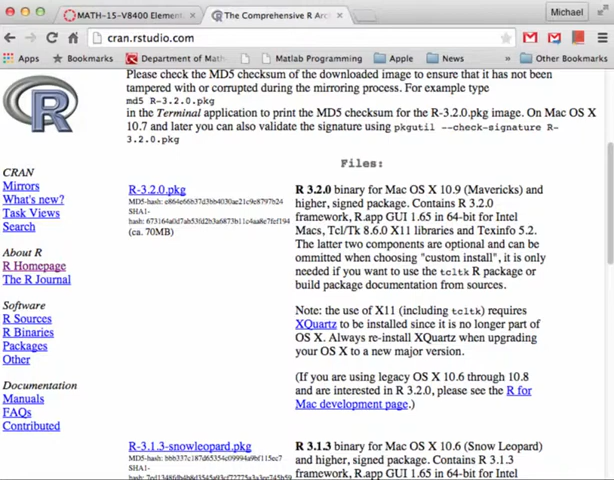 MATH-15-V8400 Element
The Comprehensive R Arc
Michael
cran.rstudio.com
Apps
Bookmarks
Department of Math
Matlab Programming
Apple
News
Other Bookmarks
Please check the MD5 checksum of the downloaded image to ensure that it has not been
tampered with or corrupted during the mirroring process. For example type
md5 R-3.2.0.pkg
in the Terminal application to print the MD5 checksum for the R-3.2.0.pkg image. On Mac OS X
10.7 and later you can also validate the signature using pkgutil --check-signature R-
3.2.0.pkg
R
CRAN
Mirrors
What's new?
Task Views
Search
About R
R Homepage
The R Journal
Software
R Sources
R Binaries
Packages
Other
Documentation
Manuals
FAQs
Contributed
Files:
R-3.2.0.pkg
MD5-hash:
SHA1-
hash:
(ca. 70MB)
R 3.2.0 binary for Mac OS X 10.9 (Mavericks) and
higher, signed package. Contains R 3.2.0
framework, R.app GUI 1.65 in 64-bit for Intel
Macs, Tcl/Tk 8.6.0 X11 libraries and Texinfo 5.2.
The latter two components are optional and can be
ommitted when choosing "custom install", it is only
needed if you want to use the tcltk R package or
build package documentation from sources.
Note: the use of X11 (including tcltk) requires
XQuartz to be installed since it is no longer part of
OS X. Always re-install XQuartz when upgrading
your OS X to a new major version.
(If you are using legacy OS X 10.6 through 10.8
and are interested in R 3.2.0, please see the R for
Mac development page.)
R-3.1.3-snowleopard.pkg
MD5-hash:
SHA1-
R 3.1.3 binary for Mac OS X 10.6 (Snow Leopard)
and higher, signed package. Contains R 3.1.3
framework, R.app GUI 1.65 in 64-bit for Intel